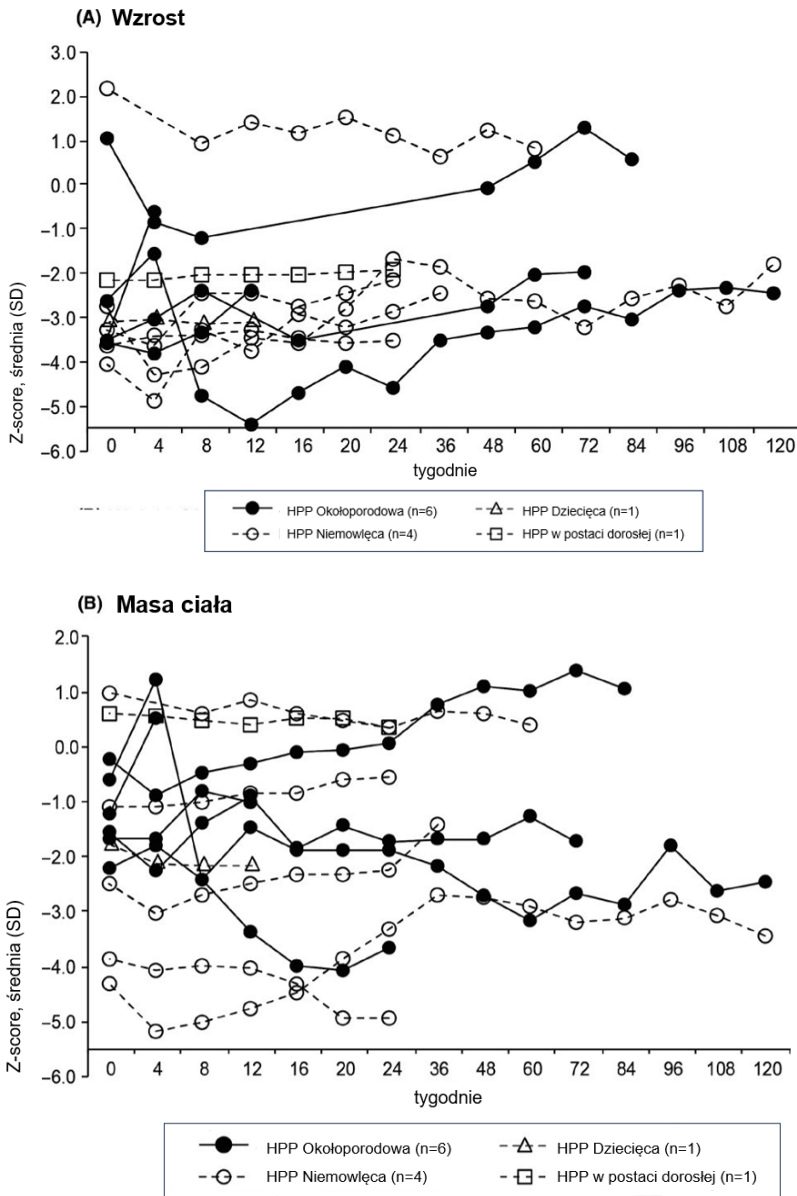 (A) Wzrost
3.0
2.0
1.0
0.0
–1.0
–2.0
–3.0
–4.0
–5.0
–6.0
Z-score, średnia (SD)
0 4 8 12 16 20 24 36 48 60 72 84 96 108 120
tygodnie
HPP Okołoporodowa (n=6) HPP Dziecięca (n=1)
HPP Niemowlęca (n=4) HPP w postaci dorosłej (n=1)
(B) Masa ciała
2.0
1.0
0.0
–1.0
–2.0
–3.0
–4.0
–5.0
–6.0
Z-score, średnia (SD)
0 4 8 12 16 20 24 36 48 60 72 84 96 108 120
tygodnie
HPP Okołoporodowa (n=6) HPP Dziecięca (n=1)
HPP Niemowlęca (n=4) HPP w postaci dorosłej (n=1)